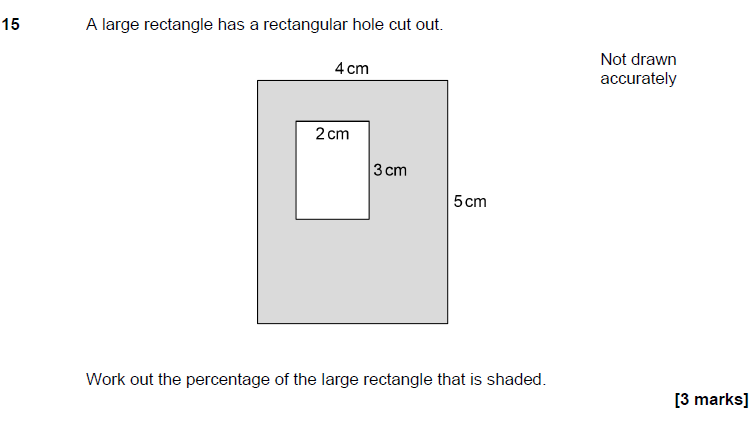 15 A large rectangle has a rectangular hole cut out.
Not drawn
accurately
4 cm
2 cm
3 cm
5 cm
Work out the percentage of the large rectangle that is shaded.
[3 marks]